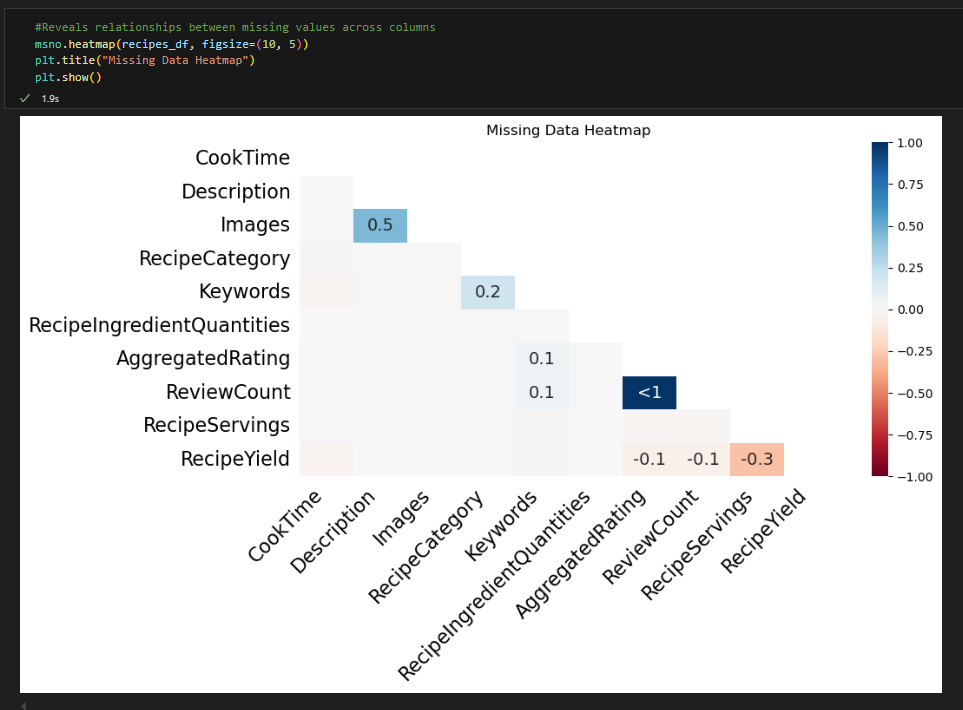 #Reveals relationships between missing values across columns
msno.heatmap(recipes_df, figsize=(10, 5))
plt.title("Missing Data Heatmap")
plt.show()
✓ 1.9s
Missing Data Heatmap
CookTime
Description
Images 0.5
RecipeCategory
Keywords 0.2
RecipeIngredientQuantities
AggregatedRating 0.1
ReviewCount 0.1 <1
RecipeServings
RecipeYield -0.1 -0.1 -0.3
CookTime
Description
Images
RecipeCategory
Keywords
RecipeIngredientQuantities
AggregatedRating
ReviewCount
RecipeServings
RecipeYield
1.00
0.75
0.50
0.25
0.00
−0.25
−0.50
−0.75
−1.00